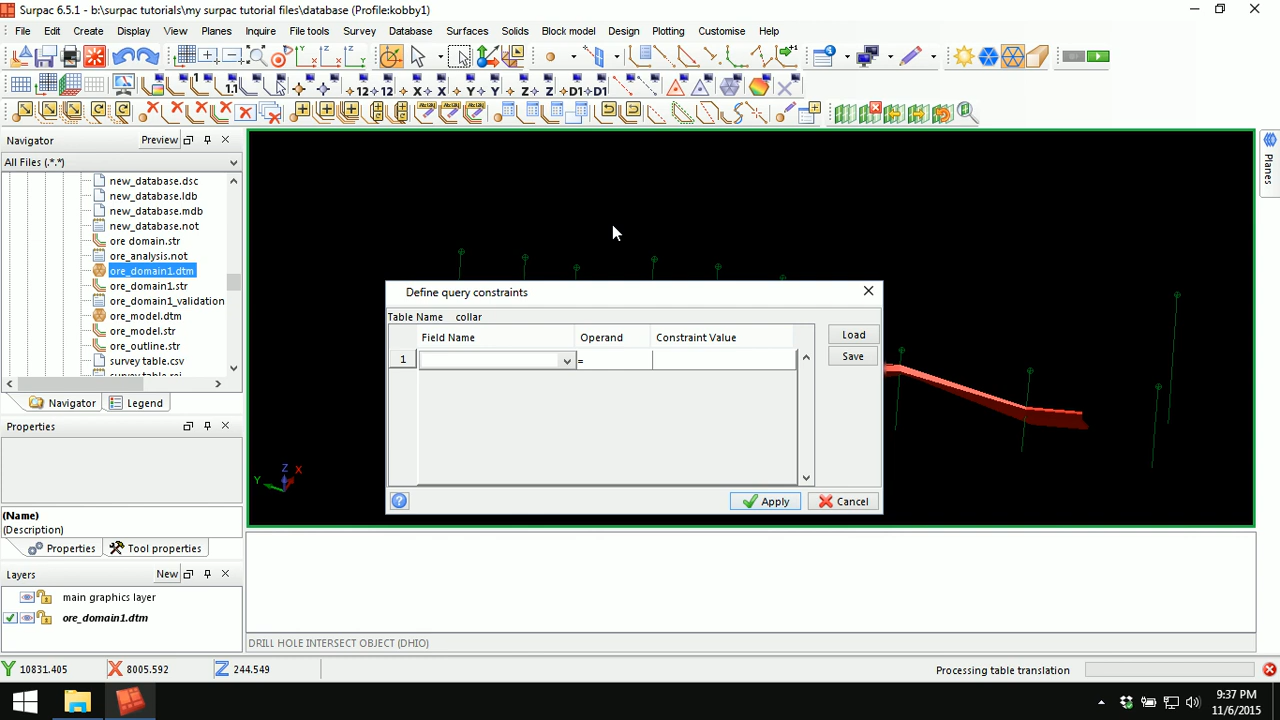 Surpac 6.5.1 - b:\surpac tutorials\my surpac tutorial files\database (Profile:kobby1)
File Edit Create Display View Planes Inquire File tools Survey Database Surfaces Solids Block model Design Plotting Customise Help
Navigator Preview
All Files (*.*)
new_database.dsc
new_database.ldb
new_database.mdb
new_database.not
ore domain.str
ore_analysis.not
ore_domain1.dtm
ore_domain1.str
ore_domain1_validation
ore_model.dtm
ore_model.str
ore_outline.str
survey table.csv
Navigator Legend
Properties
(Name)
(Description)
Properties Tool properties
Layers New
main graphics layer
ore_domain1.dtm
Planes
Y
Z
X
Define query constraints
Table Name collar
Field Name Operand Constraint Value
Load
1 =
Save
Apply Cancel
DRILL HOLE INTERSECT OBJECT (DHIO)
Y 10831.405 X 8005.592 Z 244.549 Processing table translation
9:37 PM
11/6/2015